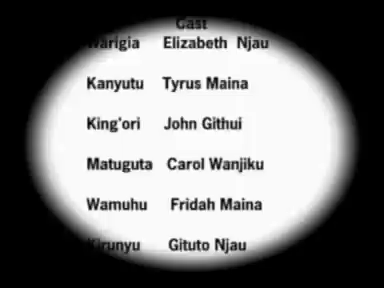 Cast
Warigia Elizabeth Njau
Kanyutu Tyrus Maina
King'ori John Githui
Matuguta Carol Wanjiku
Wamuhu Fridah Maina
Kirunyu Gituto Njau